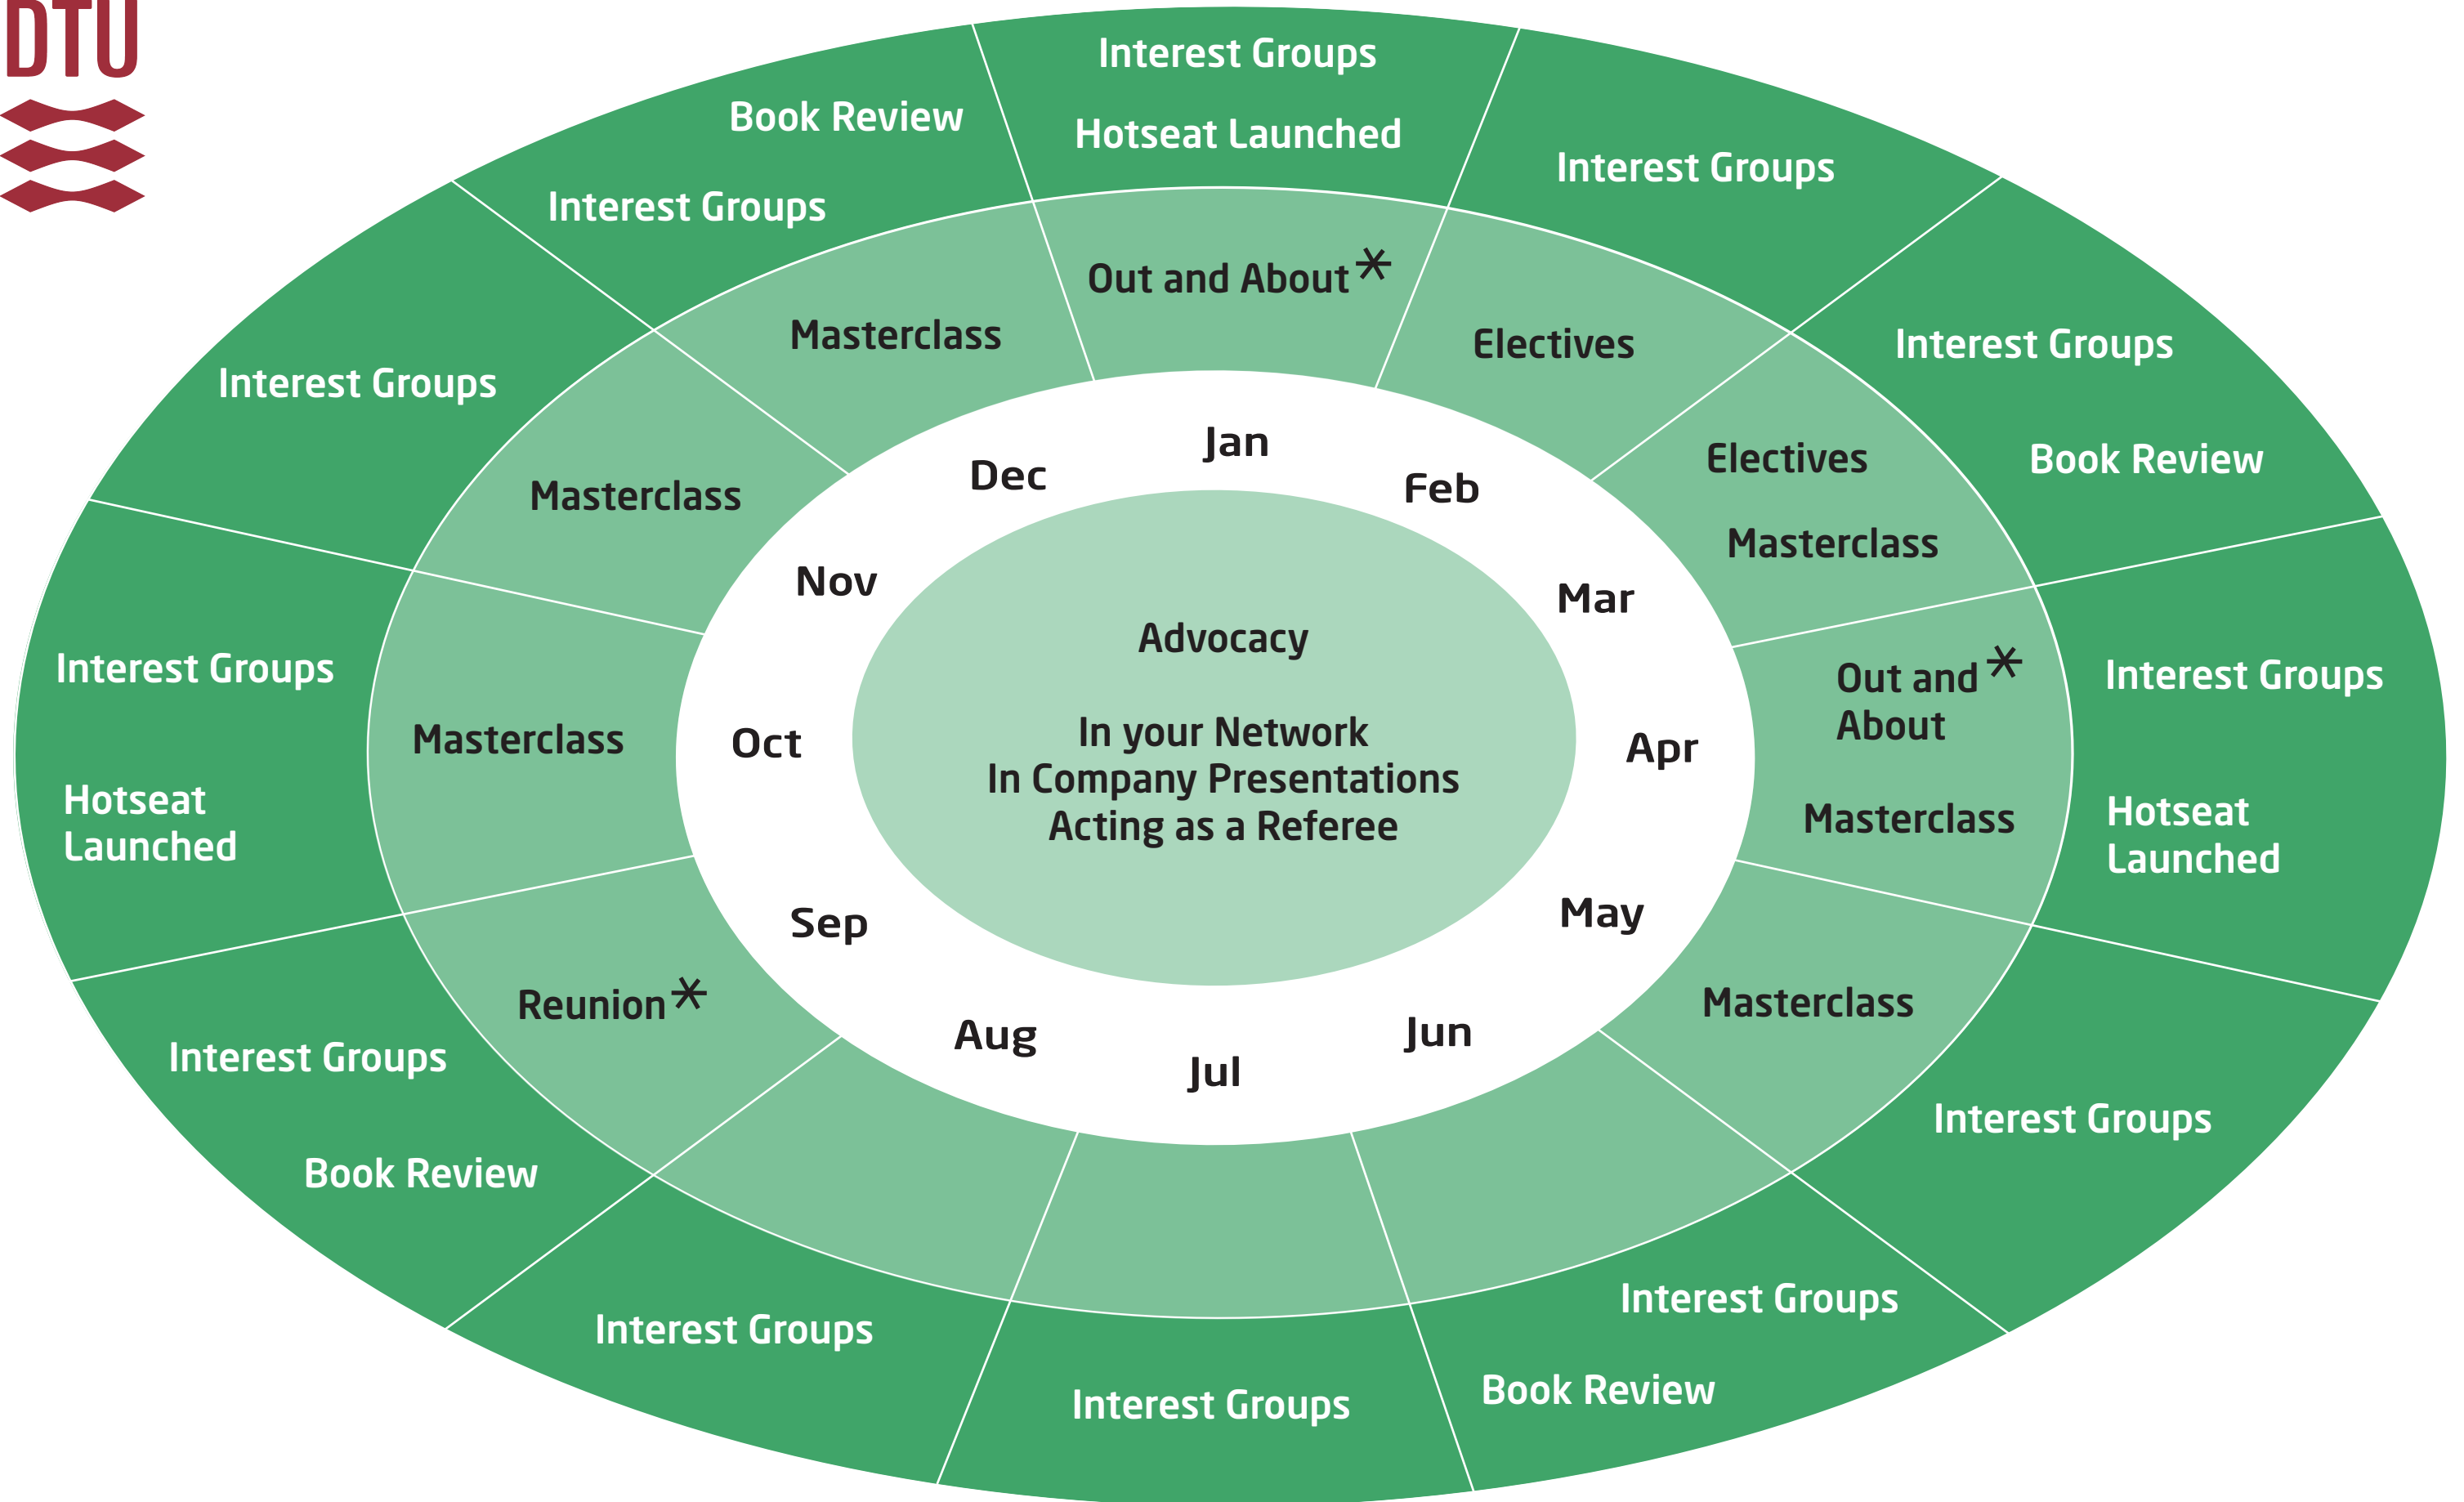 DTU
Interest Groups
Hotseat Launched
Interest Groups
Interest Groups
Book Review
Interest Groups
Hotseat
Launched
Interest Groups
Interest Groups
Book Review
Interest Groups
Interest Groups
Interest Groups
Book Review
Interest Groups
Hotseat
Launched
Interest Groups
Book Review
Interest Groups
Out and About*
Electives
Electives
Masterclass
Out and*
About
Masterclass
Masterclass
Reunion*
Masterclass
Masterclass
Masterclass
Jan
Feb
Mar
Apr
May
Jun
Jul
Aug
Sep
Oct
Nov
Dec
Advocacy
In your Network
In Company Presentations
Acting as a Referee